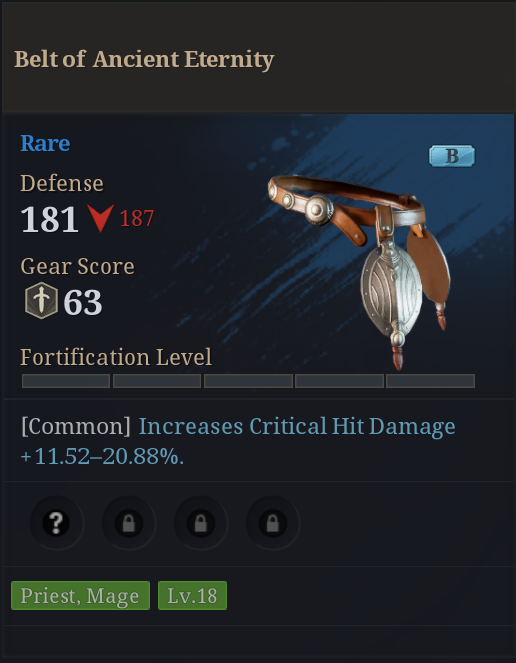 Belt of Ancient Eternity
Rare
B
Defense
181 187
Gear Score
63
Fortification Level
[Common] Increases Critical Hit Damage
+11.52–20.88%.
?
Priest, Mage Lv.18